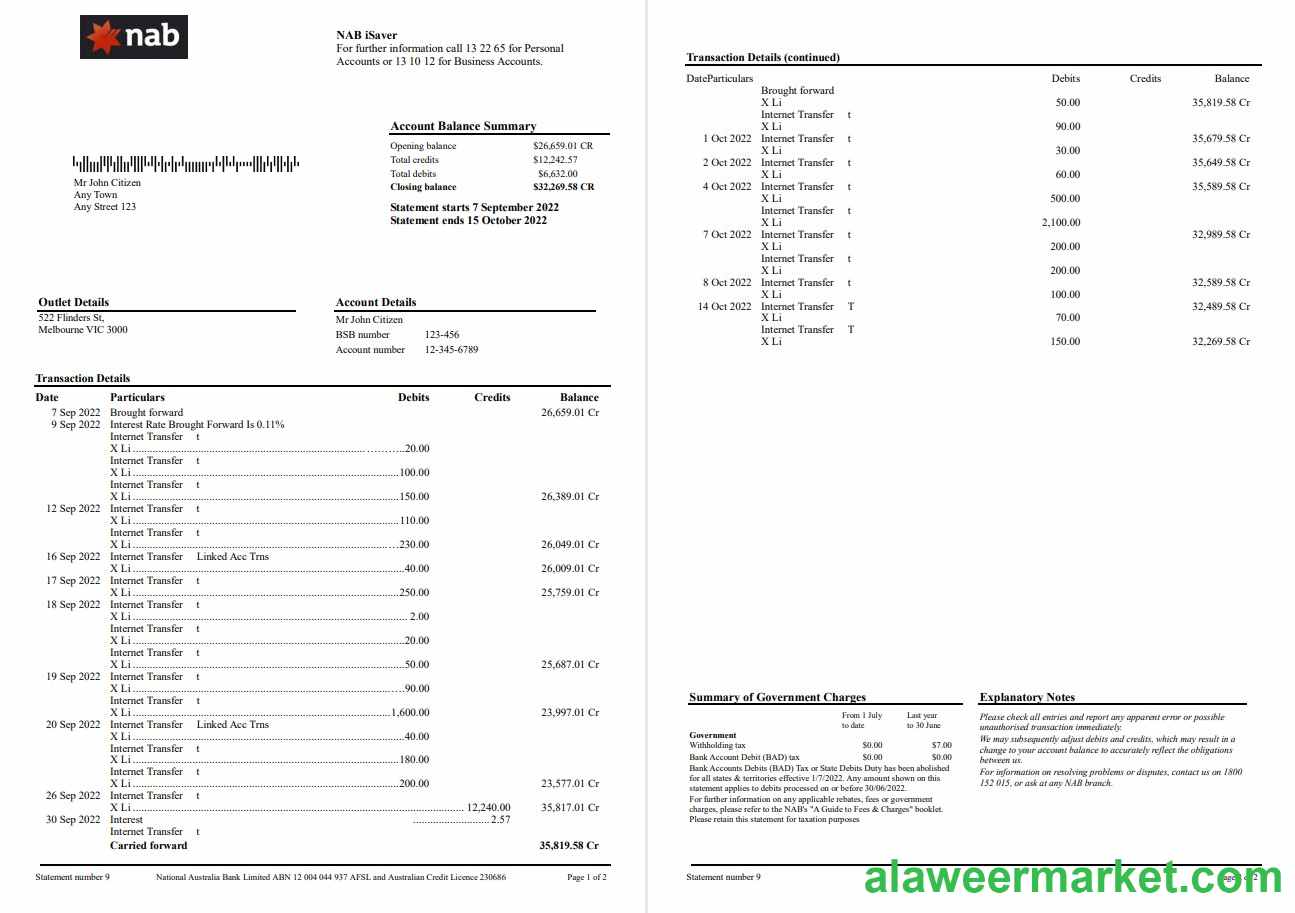 nab
NAB iSaver
For further information call 13 22 65 for Personal
Accounts or 13 10 12 for Business Accounts.
Account Balance Summary
Opening balance $26,659.01 CR
Total credits $12,242.57
Total debits $6,632.00
Closing balance $32,269.58 CR
Statement starts 7 September 2022
Statement ends 15 October 2022
Mr John Citizen
Any Town
Any Street 123
Outlet Details
522 Flinders St,
Melbourne VIC 3000
Account Details
Mr John Citizen
BSB number 123-456
Account number 12-345-6789
Transaction Details
Date Particulars Debits Credits Balance
7 Sep 2022 Brought forward 26,659.01 Cr
9 Sep 2022 Interest Rate Brought Forward Is 0.11%
Internet Transfer t
X Li 20.00
Internet Transfer t
X Li 100.00
Internet Transfer t
X Li 150.00 26,389.01 Cr
12 Sep 2022 Internet Transfer t
X Li 110.00
Internet Transfer t
X Li 230.00 26,049.01 Cr
16 Sep 2022 Internet Transfer Linked Acc Trns
X Li 40.00 26,009.01 Cr
17 Sep 2022 Internet Transfer t
X Li 250.00 25,759.01 Cr
18 Sep 2022 Internet Transfer t
X Li 2.00
Internet Transfer t
X Li 20.00
Internet Transfer t
X Li 50.00 25,687.01 Cr
19 Sep 2022 Internet Transfer t
X Li 90.00
Internet Transfer t
X Li 1,600.00 23,997.01 Cr
20 Sep 2022 Internet Transfer Linked Acc Trns
X Li 40.00
Internet Transfer t
X Li 180.00
Internet Transfer t
X Li 200.00 23,577.01 Cr
26 Sep 2022 Internet Transfer t
X Li 12,240.00 35,817.01 Cr
30 Sep 2022 Interest 2.57
Internet Transfer t
Carried forward 35,819.58 Cr
Statement number 9 National Australia Bank Limited ABN 12 004 044 937 AFSL and Australian Credit Licence 230686 Page 1 of 2
Transaction Details (continued)
DateParticulars Debits Credits Balance
Brought forward
X Li 50.00 35,819.58 Cr
Internet Transfer t
X Li 90.00
1 Oct 2022 Internet Transfer t 35,679.58 Cr
X Li 30.00
2 Oct 2022 Internet Transfer t 35,649.58 Cr
X Li 60.00
4 Oct 2022 Internet Transfer t 35,589.58 Cr
X Li 500.00
Internet Transfer t
X Li 2,100.00
7 Oct 2022 Internet Transfer t 32,989.58 Cr
X Li 200.00
Internet Transfer t
X Li 200.00
8 Oct 2022 Internet Transfer t 32,589.58 Cr
X Li 100.00
14 Oct 2022 Internet Transfer T 32,489.58 Cr
X Li 70.00
Internet Transfer T
X Li 150.00 32,269.58 Cr
Summary of Government Charges
From 1 July Last year
to date to 30 June
Government
Withholding tax $0.00 $7.00
Bank Account Debit (BAD) tax $0.00 $0.00
Bank Accounts Debits (BAD) Tax or State Debits Duty has been abolished
for all states & territories effective 1/7/2022. Any amount shown on this
statement applies to debits processed on or before 30/06/2022.
For further information on any applicable rebates, fees or government
charges, please refer to the NAB's "A Guide to Fees & Charges" booklet.
Please retain this statement for taxation purposes
Explanatory Notes
Please check all entries and report any apparent error or possible
unauthorised transaction immediately.
We may subsequently adjust debits and credits, which may result in a
change to your account balance to accurately reflect the obligations
between us.
For information on resolving problems or disputes, contact us on 1800
152 015, or ask at any NAB branch.
Statement number 9
alaweermarket.com